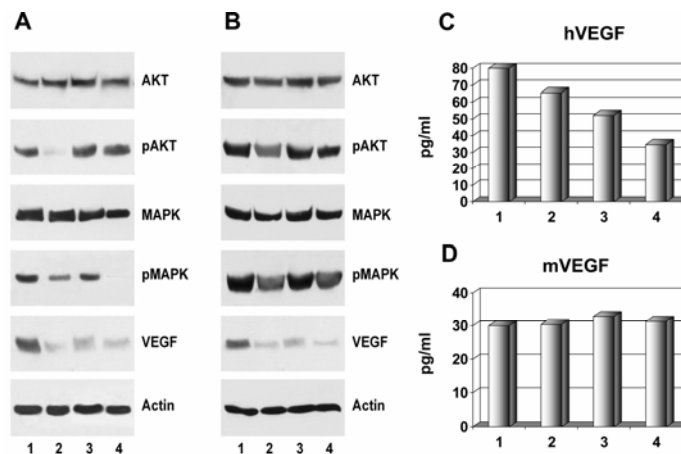 A
AKT
pAKT
MAPK
pMAPK
VEGF
Actin
1 2 3 4
B
AKT
pAKT
MAPK
pMAPK
VEGF
Actin
1 2 3 4
C
hVEGF
pg/ml
80
70
60
50
40
30
20
10
0
1 2 3 4
D
mVEGF
pg/ml
40
30
20
10
0
1 2 3 4